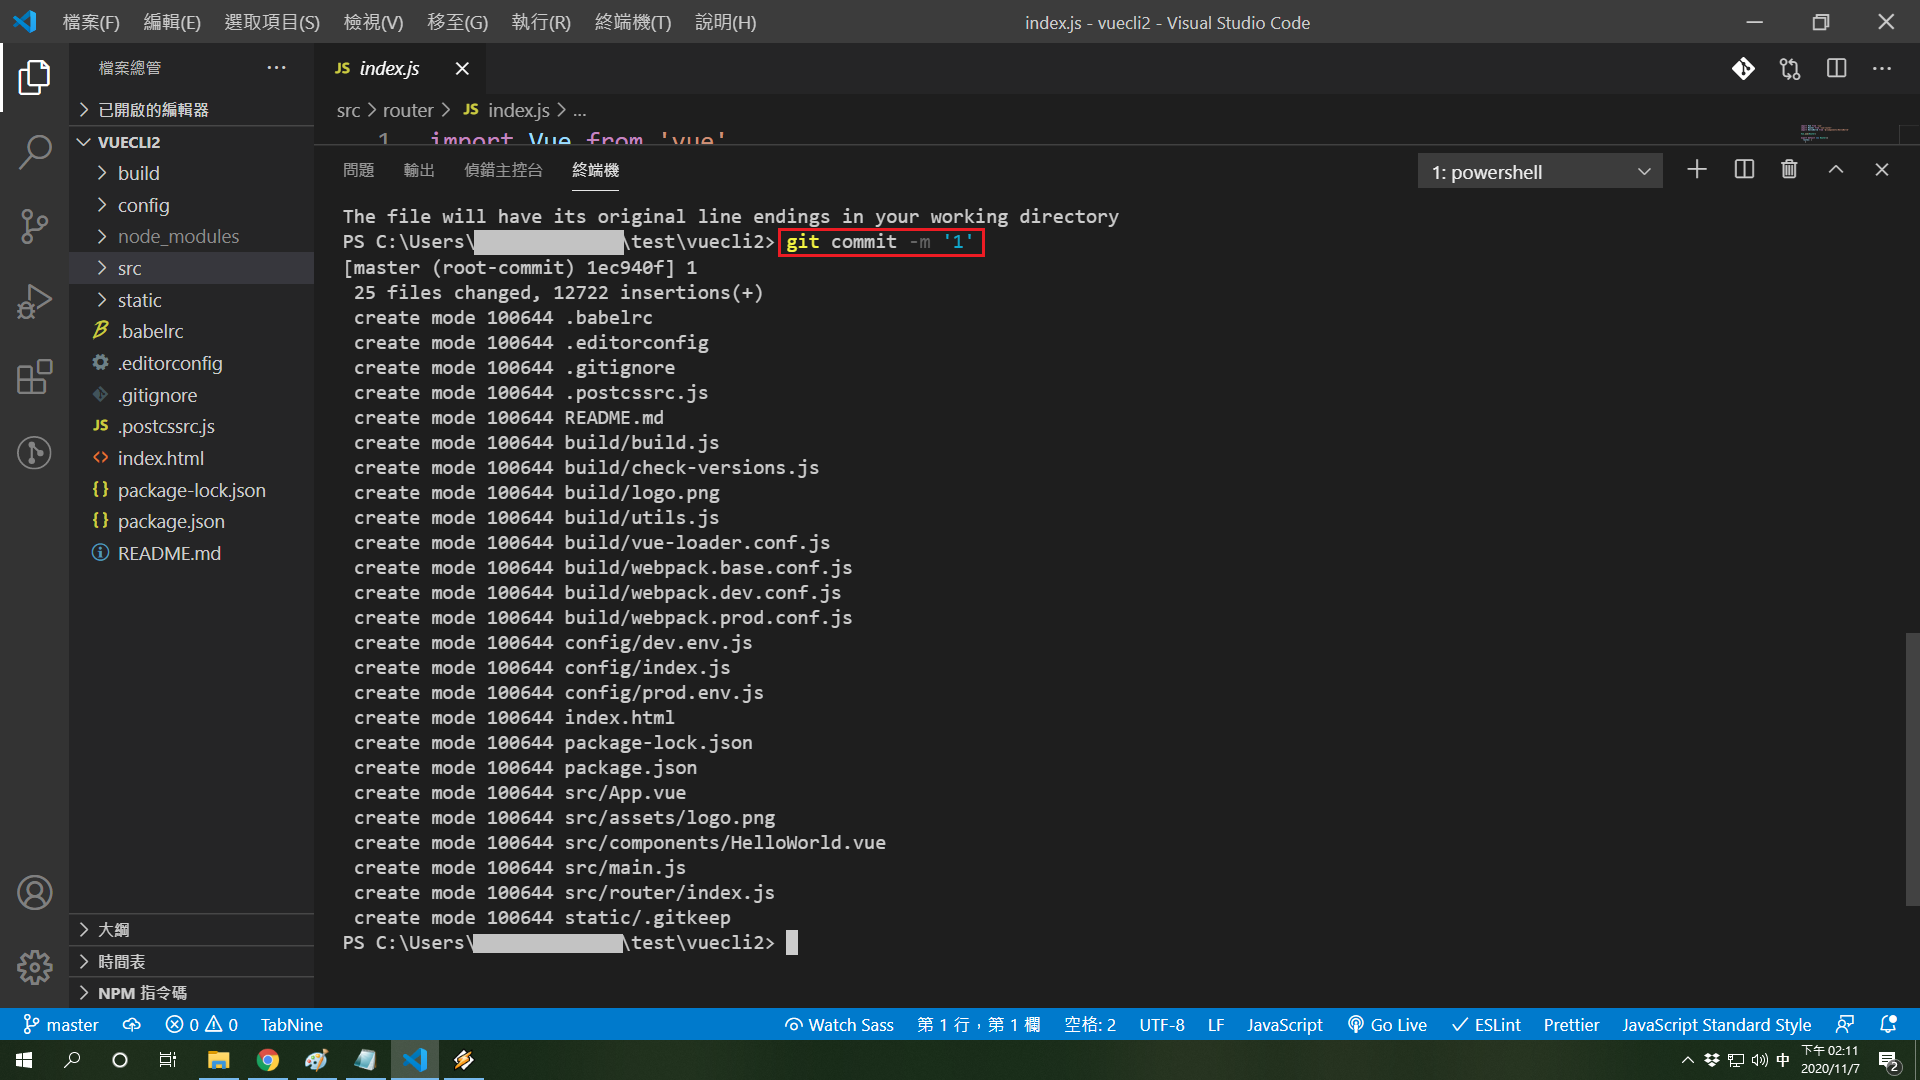 檔案(F) 編輯(E) 選取項目(S) 檢視(V) 移至(G) 執行(R) 終端機(T) 說明(H) index.js - vuecli2 - Visual Studio Code
檔案總管
JS index.js
已開啟的編輯器
src > router > JS index.js > ...
VUECLI2
1 import Vue from 'vue'
build
config
node_modules
src
static
.babelrc
.editorconfig
.gitignore
JS .postcssrc.js
index.html
{} package-lock.json
{} package.json
README.md
大綱
時間表
NPM 指令碼
問題 輸出 偵錯主控台 終端機 1: powershell
The file will have its original line endings in your working directory
PS C:\Users\ \test\vuecli2> git commit -m '1'
[master (root-commit) 1ec940f] 1
25 files changed, 12722 insertions(+)
create mode 100644 .babelrc
create mode 100644 .editorconfig
create mode 100644 .gitignore
create mode 100644 .postcssrc.js
create mode 100644 README.md
create mode 100644 build/build.js
create mode 100644 build/check-versions.js
create mode 100644 build/logo.png
create mode 100644 build/utils.js
create mode 100644 build/vue-loader.conf.js
create mode 100644 build/webpack.base.conf.js
create mode 100644 build/webpack.dev.conf.js
create mode 100644 build/webpack.prod.conf.js
create mode 100644 config/dev.env.js
create mode 100644 config/index.js
create mode 100644 config/prod.env.js
create mode 100644 index.html
create mode 100644 package-lock.json
create mode 100644 package.json
create mode 100644 src/App.vue
create mode 100644 src/assets/logo.png
create mode 100644 src/components/HelloWorld.vue
create mode 100644 src/main.js
create mode 100644 src/router/index.js
create mode 100644 static/.gitkeep
PS C:\Users\ \test\vuecli2>
master 0 0 TabNine Watch Sass 第 1 行，第 1 欄 空格: 2 UTF-8 LF JavaScript Go Live ESLint Prettier JavaScript Standard Style
中 下午 02:11
2020/11/7 2